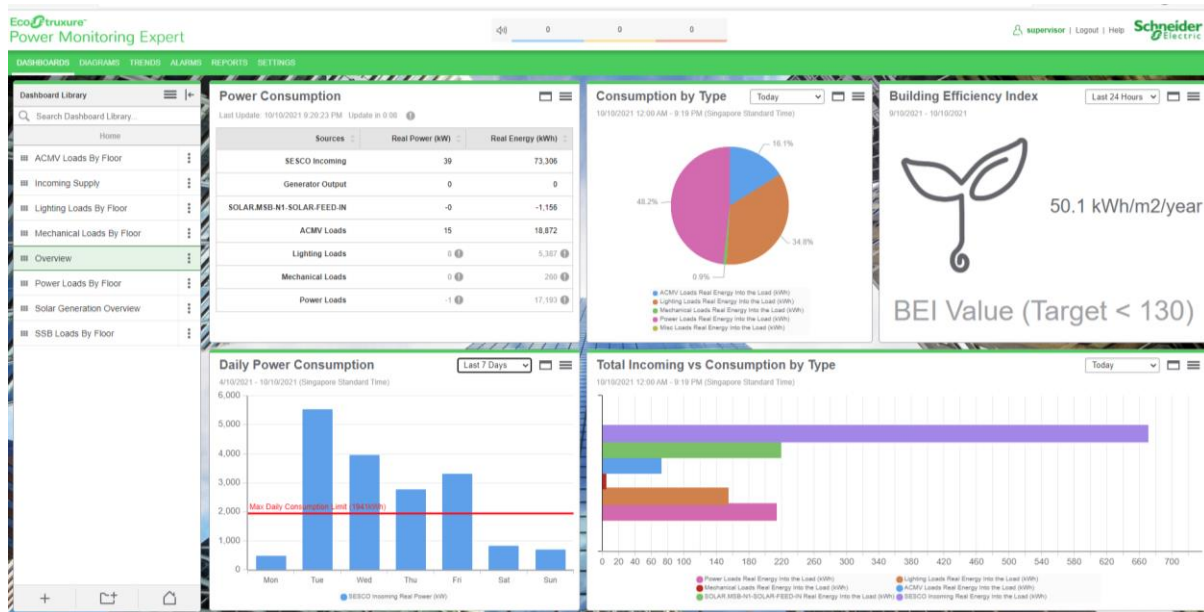 EcoStruxure™
Power Monitoring Expert
0 0 0
supervisor | Logout | Help
Schneider Electric
DASHBOARDS DIAGRAMS TRENDS ALARMS REPORTS SETTINGS
Dashboard Library
Search Dashboard Library...
Home
ACMV Loads By Floor
Incoming Supply
Lighting Loads By Floor
Mechanical Loads By Floor
Overview
Power Loads By Floor
Solar Generation Overview
SSB Loads By Floor
Power Consumption
Last Update: 10/10/2021 9:20:23 PM Update in 0:06
Sources Real Power (kW) Real Energy (kWh)
SESCO Incoming 39 73,306
Generator Output 0 0
SOLAR.MSB-N1-SOLAR-FEED-IN -0 -1,156
ACMV Loads 15 18,872
Lighting Loads 0 5,387
Mechanical Loads 0 260
Power Loads -1 17,193
Consumption by Type
Today
10/10/2021 12:00 AM - 9:19 PM (Singapore Standard Time)
16.1%
34.8%
0.9%
48.2%
ACMV Loads Real Energy Into the Load (kWh)
Lighting Loads Real Energy Into the Load (kWh)
Mechanical Loads Real Energy Into the Load (kWh)
Power Loads Real Energy Into the Load (kWh)
Misc Loads Real Energy Into the Load (kWh)
Building Efficiency Index
Last 24 Hours
9/10/2021 - 10/10/2021
50.1 kWh/m2/year
BEI Value (Target < 130)
Daily Power Consumption
Last 7 Days
4/10/2021 - 10/10/2021 (Singapore Standard Time)
6,000
5,000
4,000
3,000
2,000
1,000
0
Max Daily Consumption Limit
Mon Tue Wed Thu Fri Sat Sun
SESCO Incoming Real Power (kW)
Total Incoming vs Consumption by Type
Today
10/10/2021 12:00 AM - 9:19 PM (Singapore Standard Time)
0 20 40 60 80 100 140 180 220 260 300 340 380 420 460 500 540 580 620 660 700
Power Loads Real Energy Into the Load (kWh) Lighting Loads Real Energy Into the Load (kWh)
Mechanical Loads Real Energy Into the Load (kWh) ACMV Loads Real Energy Into the Load (kWh)
SOLAR.MSB-N1-SOLAR-FEED-IN Real Energy Into the Load (kWh) SESCO Incoming Real Energy Into the Load (kWh)